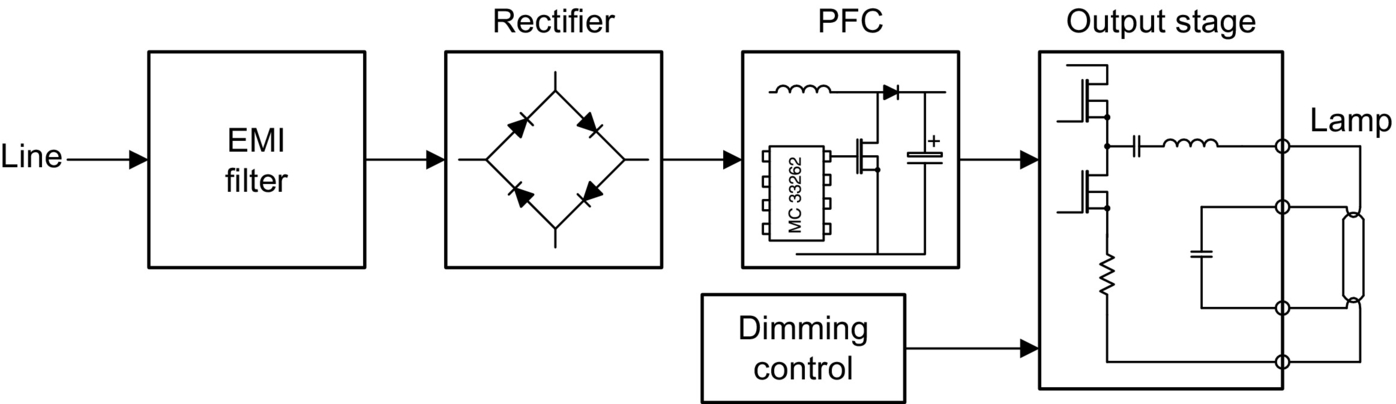 Rectifier
PFC
Output stage
Line
EMI
filter
MC 33262
+
Lamp
Dimming
control